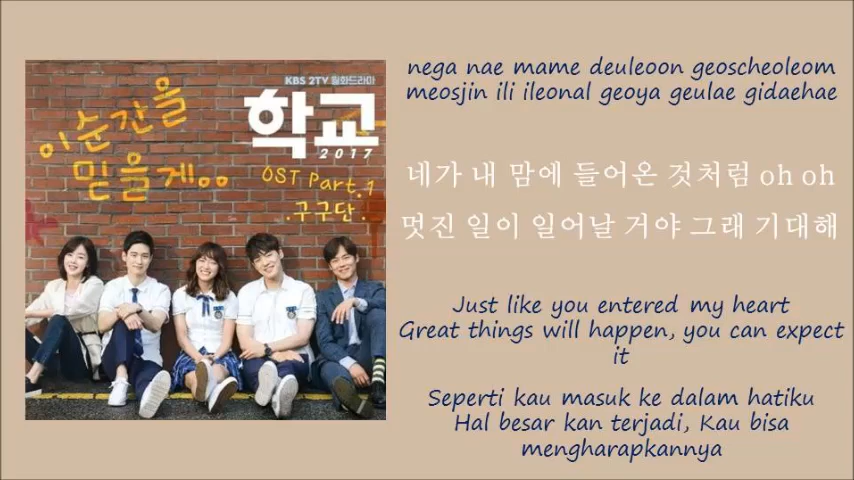 이 순간을
믿을게..
KBS 2TV 월화드라마
학교
2017
OST Part.1
.구구단.
nega nae mame deuleoon geoscheoleom
meosjin ili ileonal geoya geulae gidaehae
네가 내 맘에 들어온 것처럼 oh oh
멋진 일이 일어날 거야 그래 기대해
Just like you entered my heart
Great things will happen, you can expect
it
Seperti kau masuk ke dalam hatiku
Hal besar kan terjadi, Kau bisa
mengharapkannya